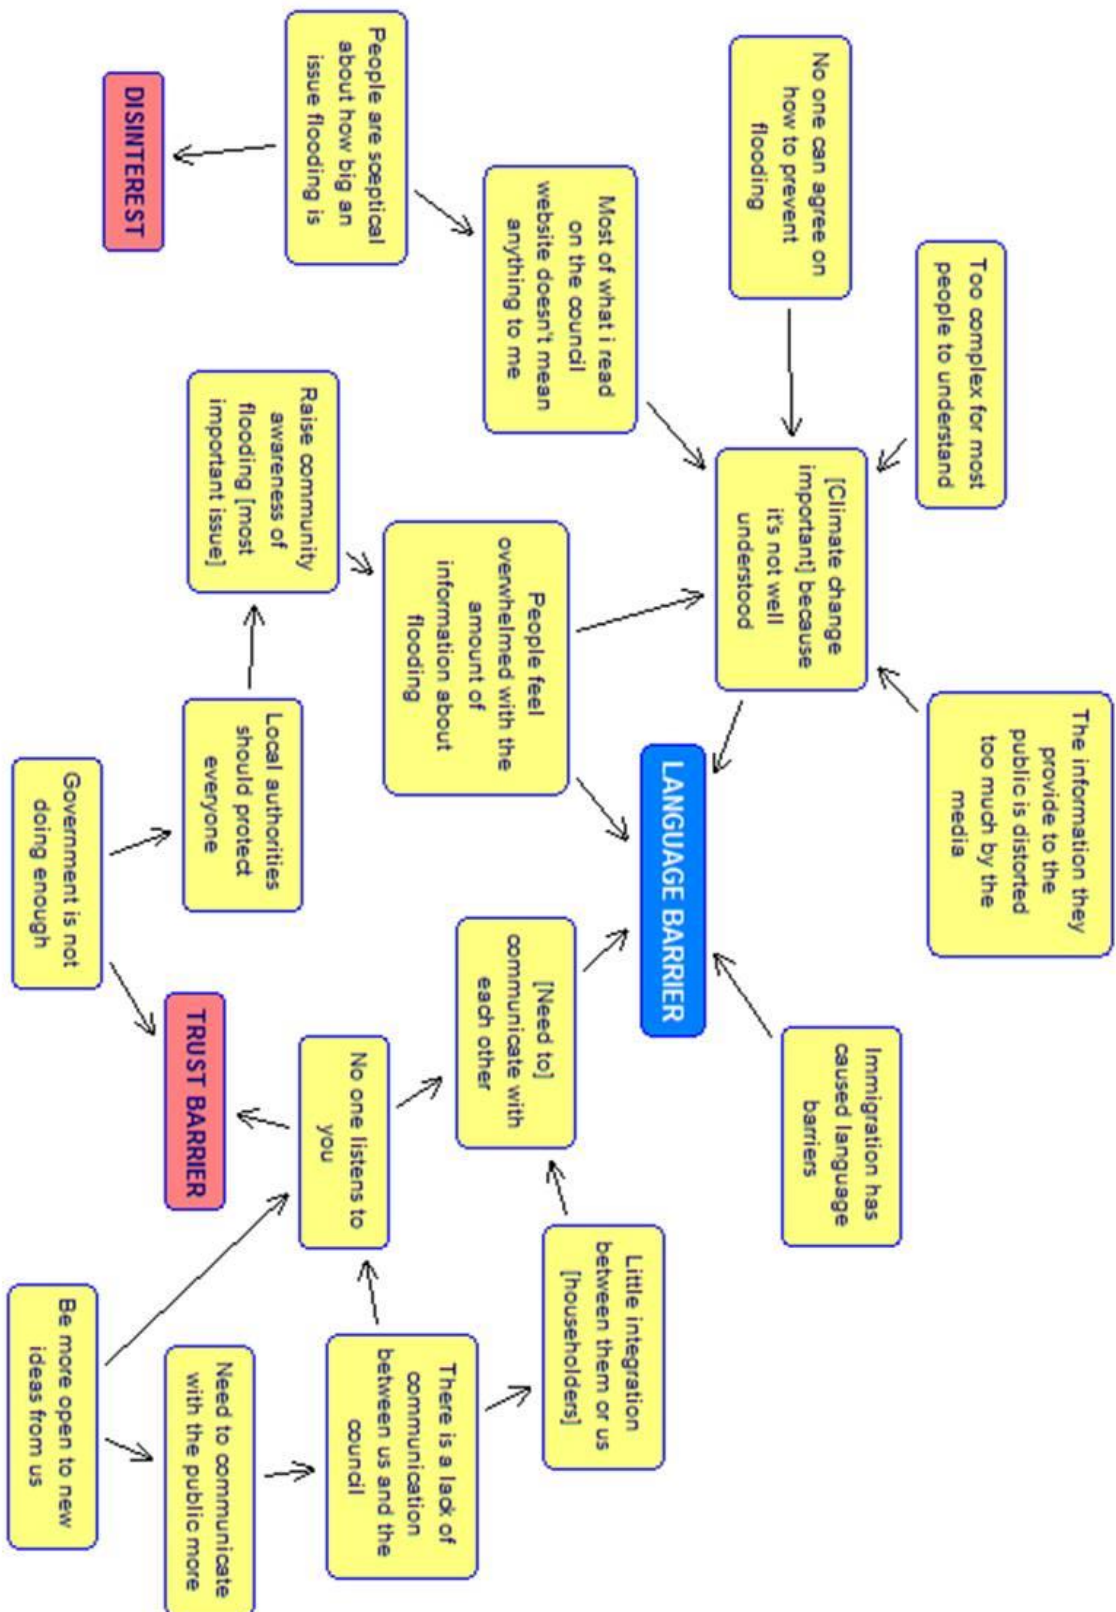 The information they
provide to the
public is distorted
too much by the
media
Too complex for most
people to understand
Immigration has
caused language
barriers
No one can agree on
how to prevent
flooding
[Climate change
important] because
it's not well
understood
LANGUAGE BARRIER
Little integration
between them or us
[householders]
Most of what i read
on the council
website doesn't mean
anything to me
[Need to]
communicate with
each other
People feel
overwhelmed with the
amount of
information about
flooding
There is a lack of
communication
between us and the
council
People are sceptical
about how big an
issue flooding is
No one listens to
you
Raise community
awareness of
flooding [most
important issue]
Local authorities
should protect
everyone
Need to communicate
with the public more
TRUST BARRIER
DISINTEREST
Government is not
doing enough
Be more open to new
ideas from us